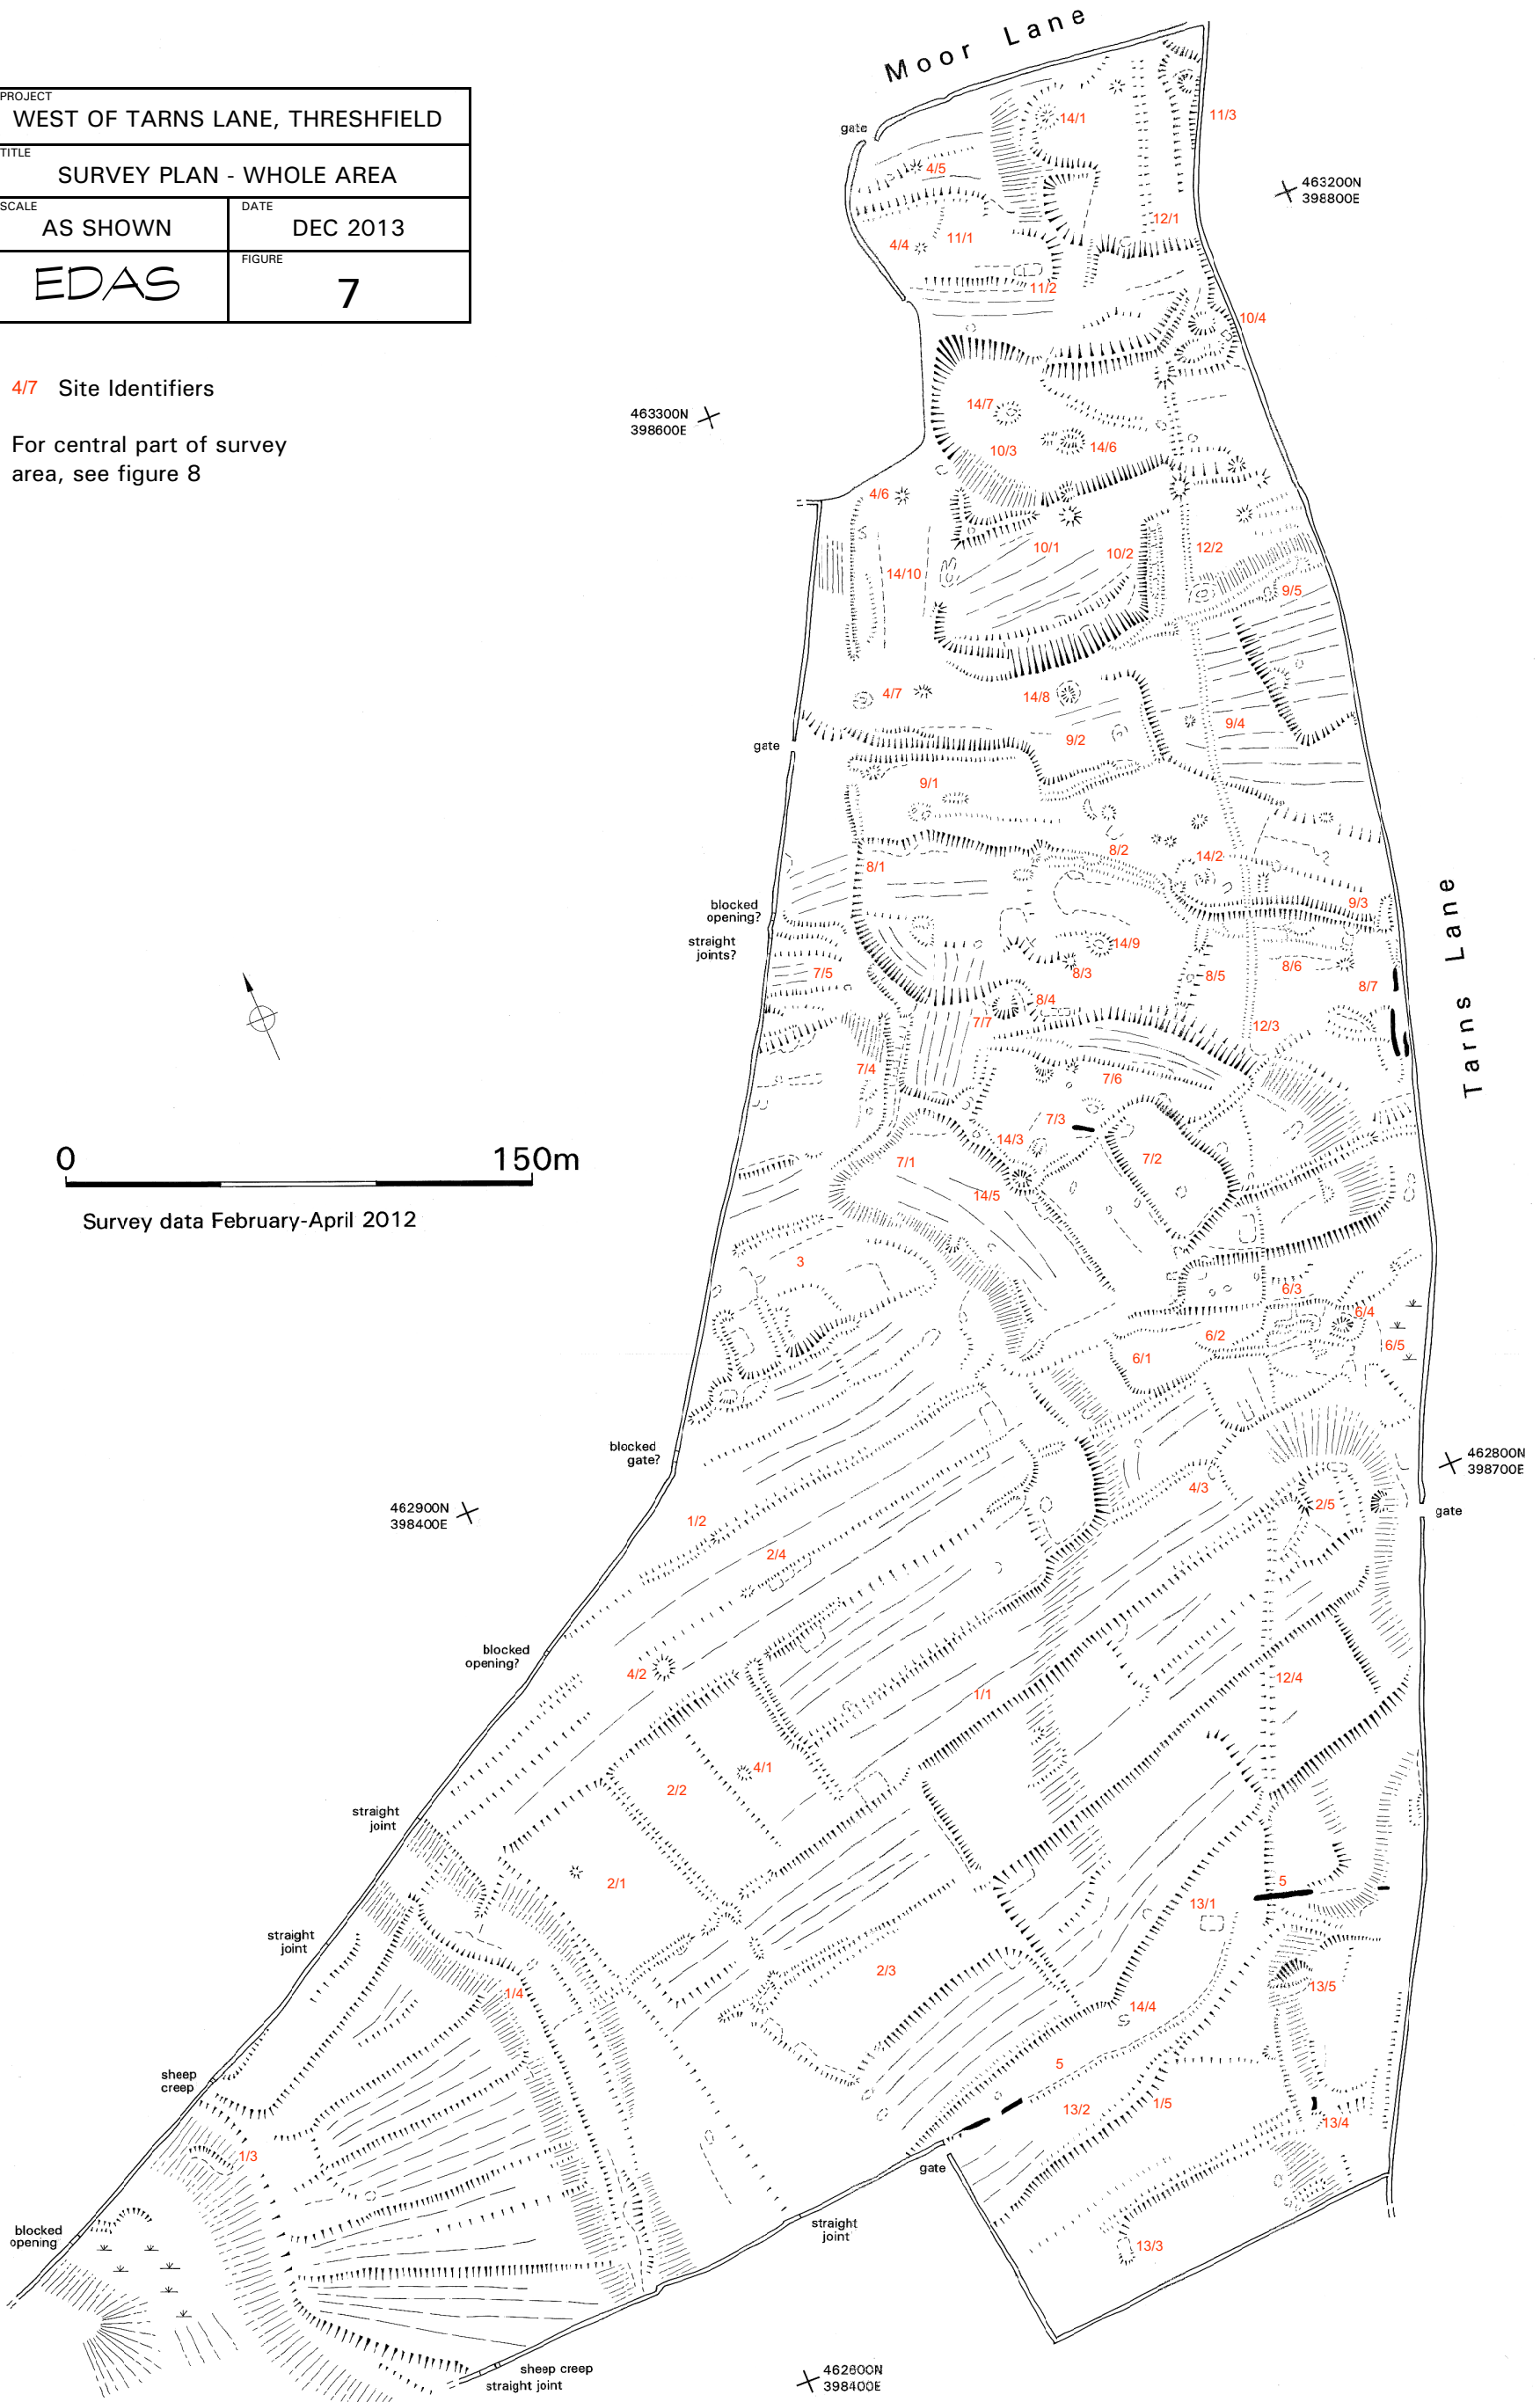 PROJECT
WEST OF TARNS LANE, THRESHFIELD
TITLE
SURVEY PLAN - WHOLE AREA
SCALE
AS SHOWN
DATE
DEC 2013
EDAS
FIGURE
7
4/7 Site Identifiers
For central part of survey
area, see figure 8
Moor Lane
gate
14/1
11/3
4/5
463200N
398800E
12/1
4/4
11/1
11/2
10/4
463300N
398600E
14/7
10/3
14/6
4/6
10/1
10/2
12/2
14/10
9/5
4/7
14/8
9/4
9/2
gate
9/1
8/2
14/2
8/1
blocked
opening?
9/3
Tarns Lane
straight
joints?
14/9
7/5
8/3
8/5
8/6
8/7
8/4
7/7
12/3
7/4
7/6
7/3
14/3
7/2
7/1
14/5
0
150m
Survey data February-April 2012
3
6/3
6/4
6/2
6/5
6/1
blocked
gate?
462800N
398700E
4/3
2/5
gate
462900N
398400E
1/2
2/4
blocked
opening?
4/2
12/4
1/1
4/1
2/2
straight
joint
2/1
5
13/1
straight
joint
2/3
13/5
1/4
14/4
sheep
creep
5
13/2
1/5
13/4
1/3
gate
blocked
opening
straight
joint
13/3
sheep creep
straight joint
462600N
398400E